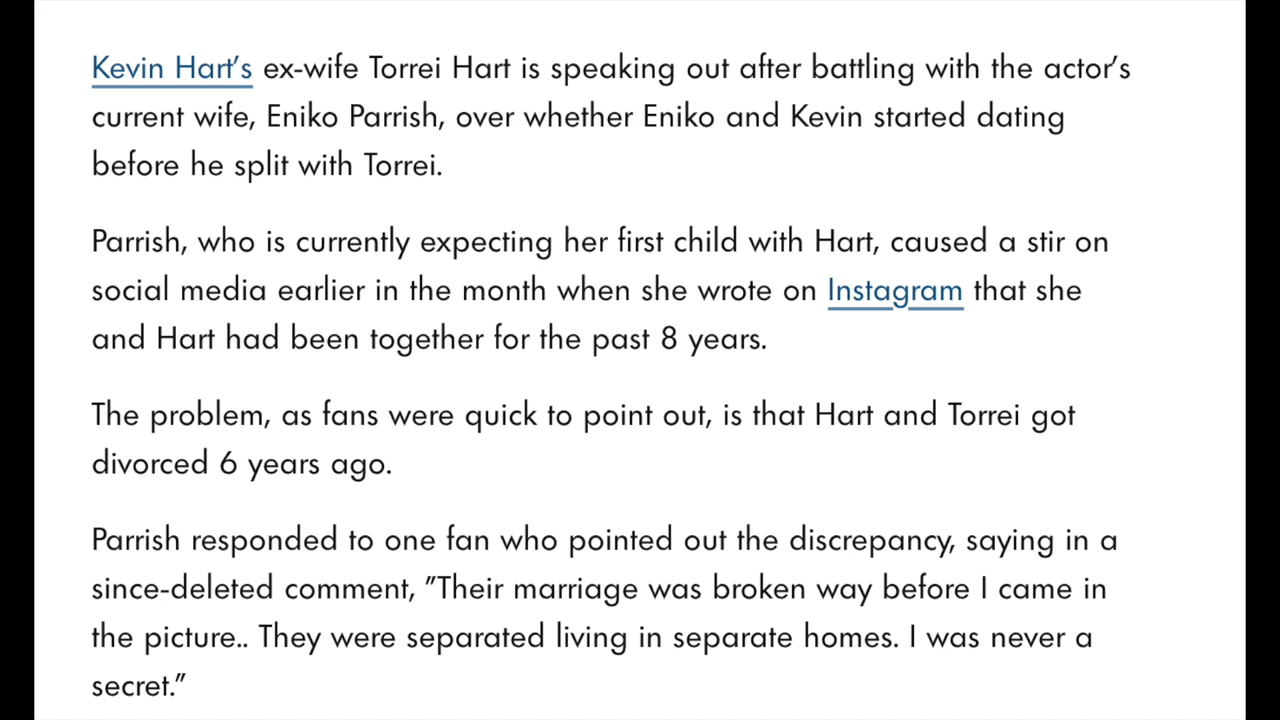 Kevin Hart's ex-wife Torrei Hart is speaking out after battling with the actor's
current wife, Eniko Parrish, over whether Eniko and Kevin started dating
before he split with Torrei.
Parrish, who is currently expecting her first child with Hart, caused a stir on
social media earlier in the month when she wrote on Instagram that she
and Hart had been together for the past 8 years.
The problem, as fans were quick to point out, is that Hart and Torrei got
divorced 6 years ago.
Parrish responded to one fan who pointed out the discrepancy, saying in a
since-deleted comment, "Their marriage was broken way before I came in
the picture.. They were separated living in separate homes. I was never a
secret."